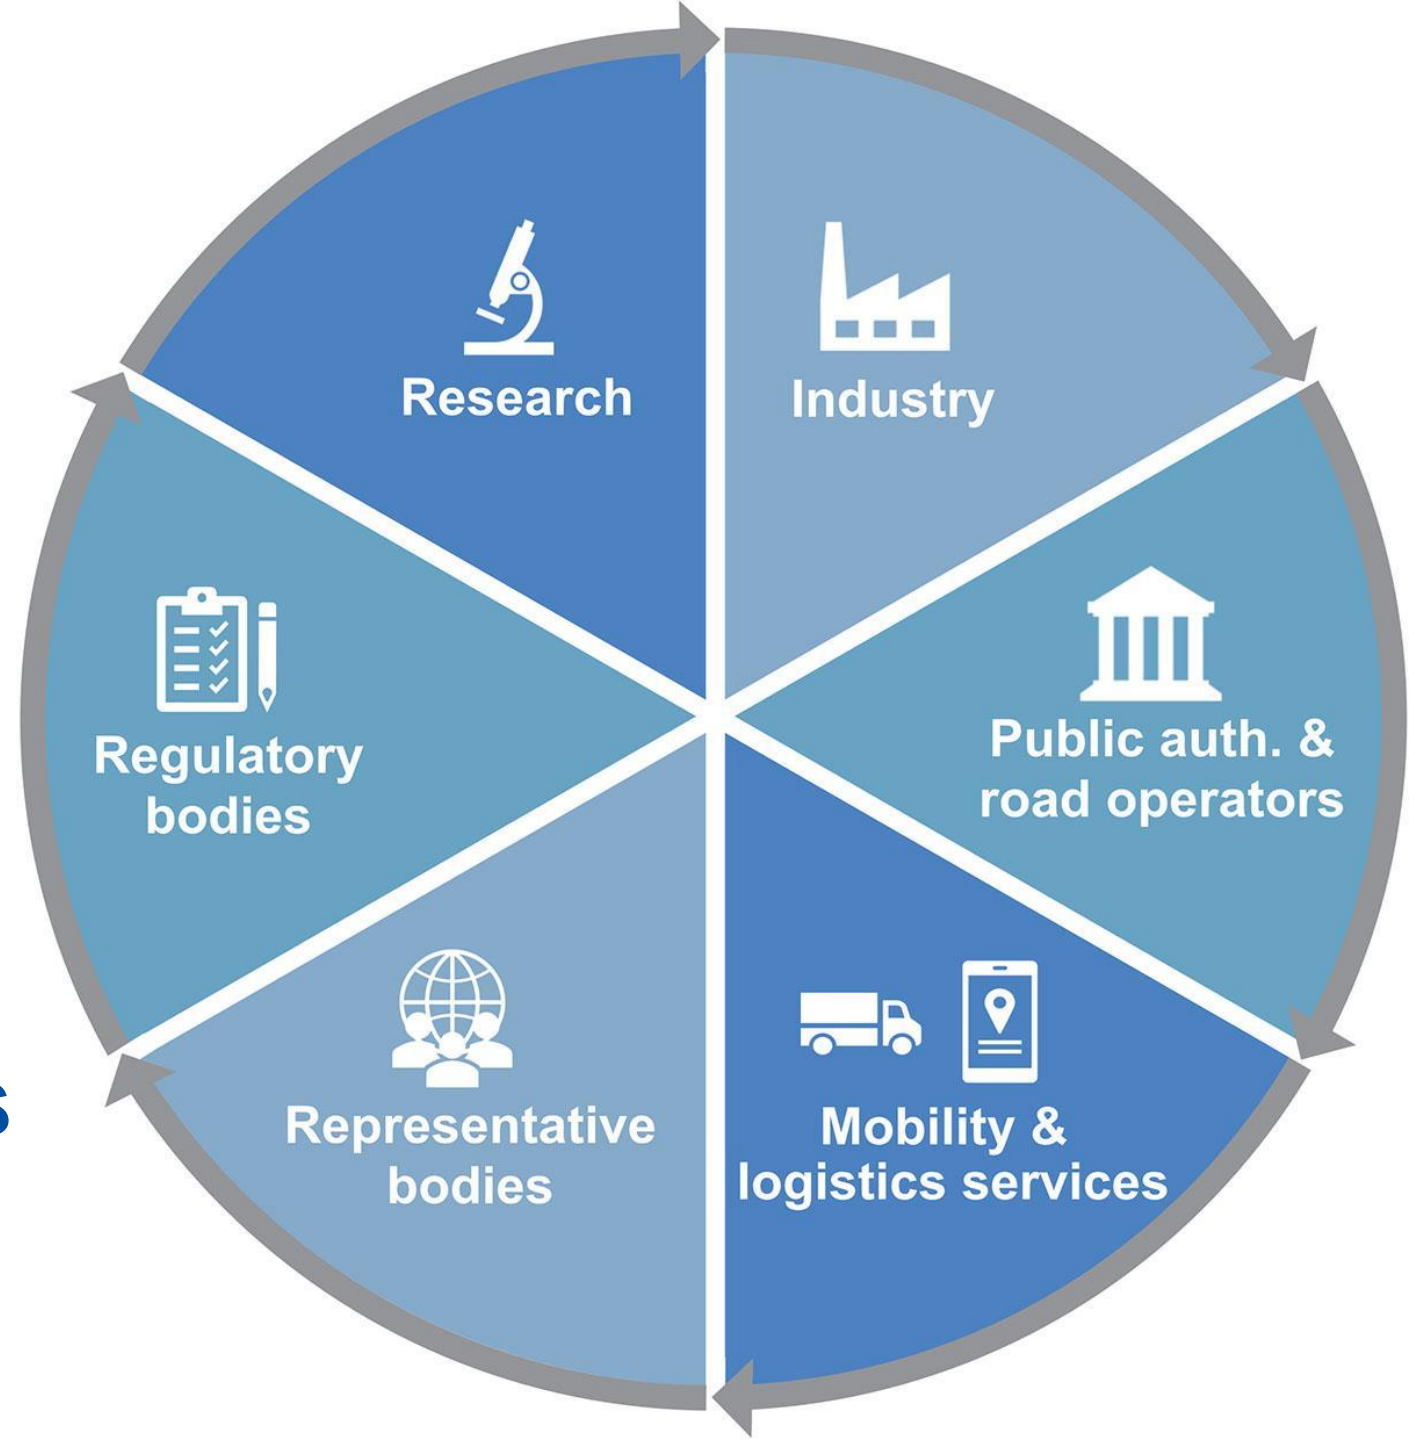 Research
Industry
Public auth. &
road operators
Mobility &
logistics services
Representative
bodies
Regulatory
bodies
s